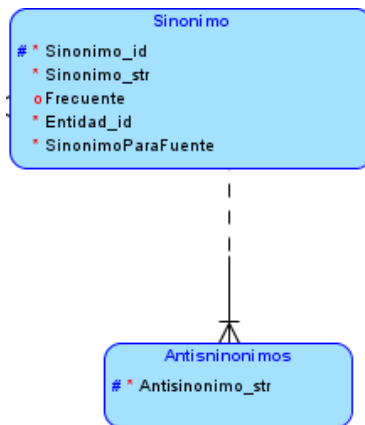 Sinonimo
# * Sinonimo_id
* Sinonimo_str
o Frecuente
* Entidad_id
* SinonimoParaFuente
Antisninonimos
# * Antisinonimo_str